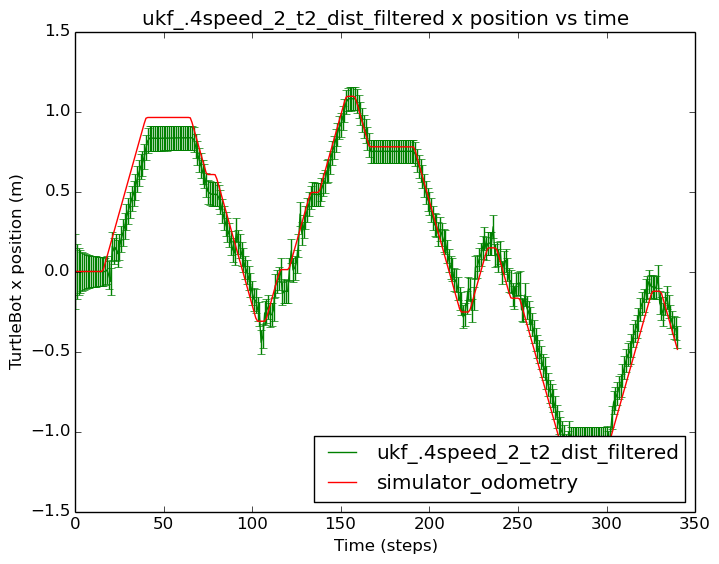 ukf_.4speed_2_t2_dist_filtered x position vs time
TurtleBot x position (m)
1.5
1.0
0.5
0.0
−0.5
−1.0
−1.5
ukf_.4speed_2_t2_dist_filtered
simulator_odometry
0 50 100 150 200 250 300 350
Time (steps)